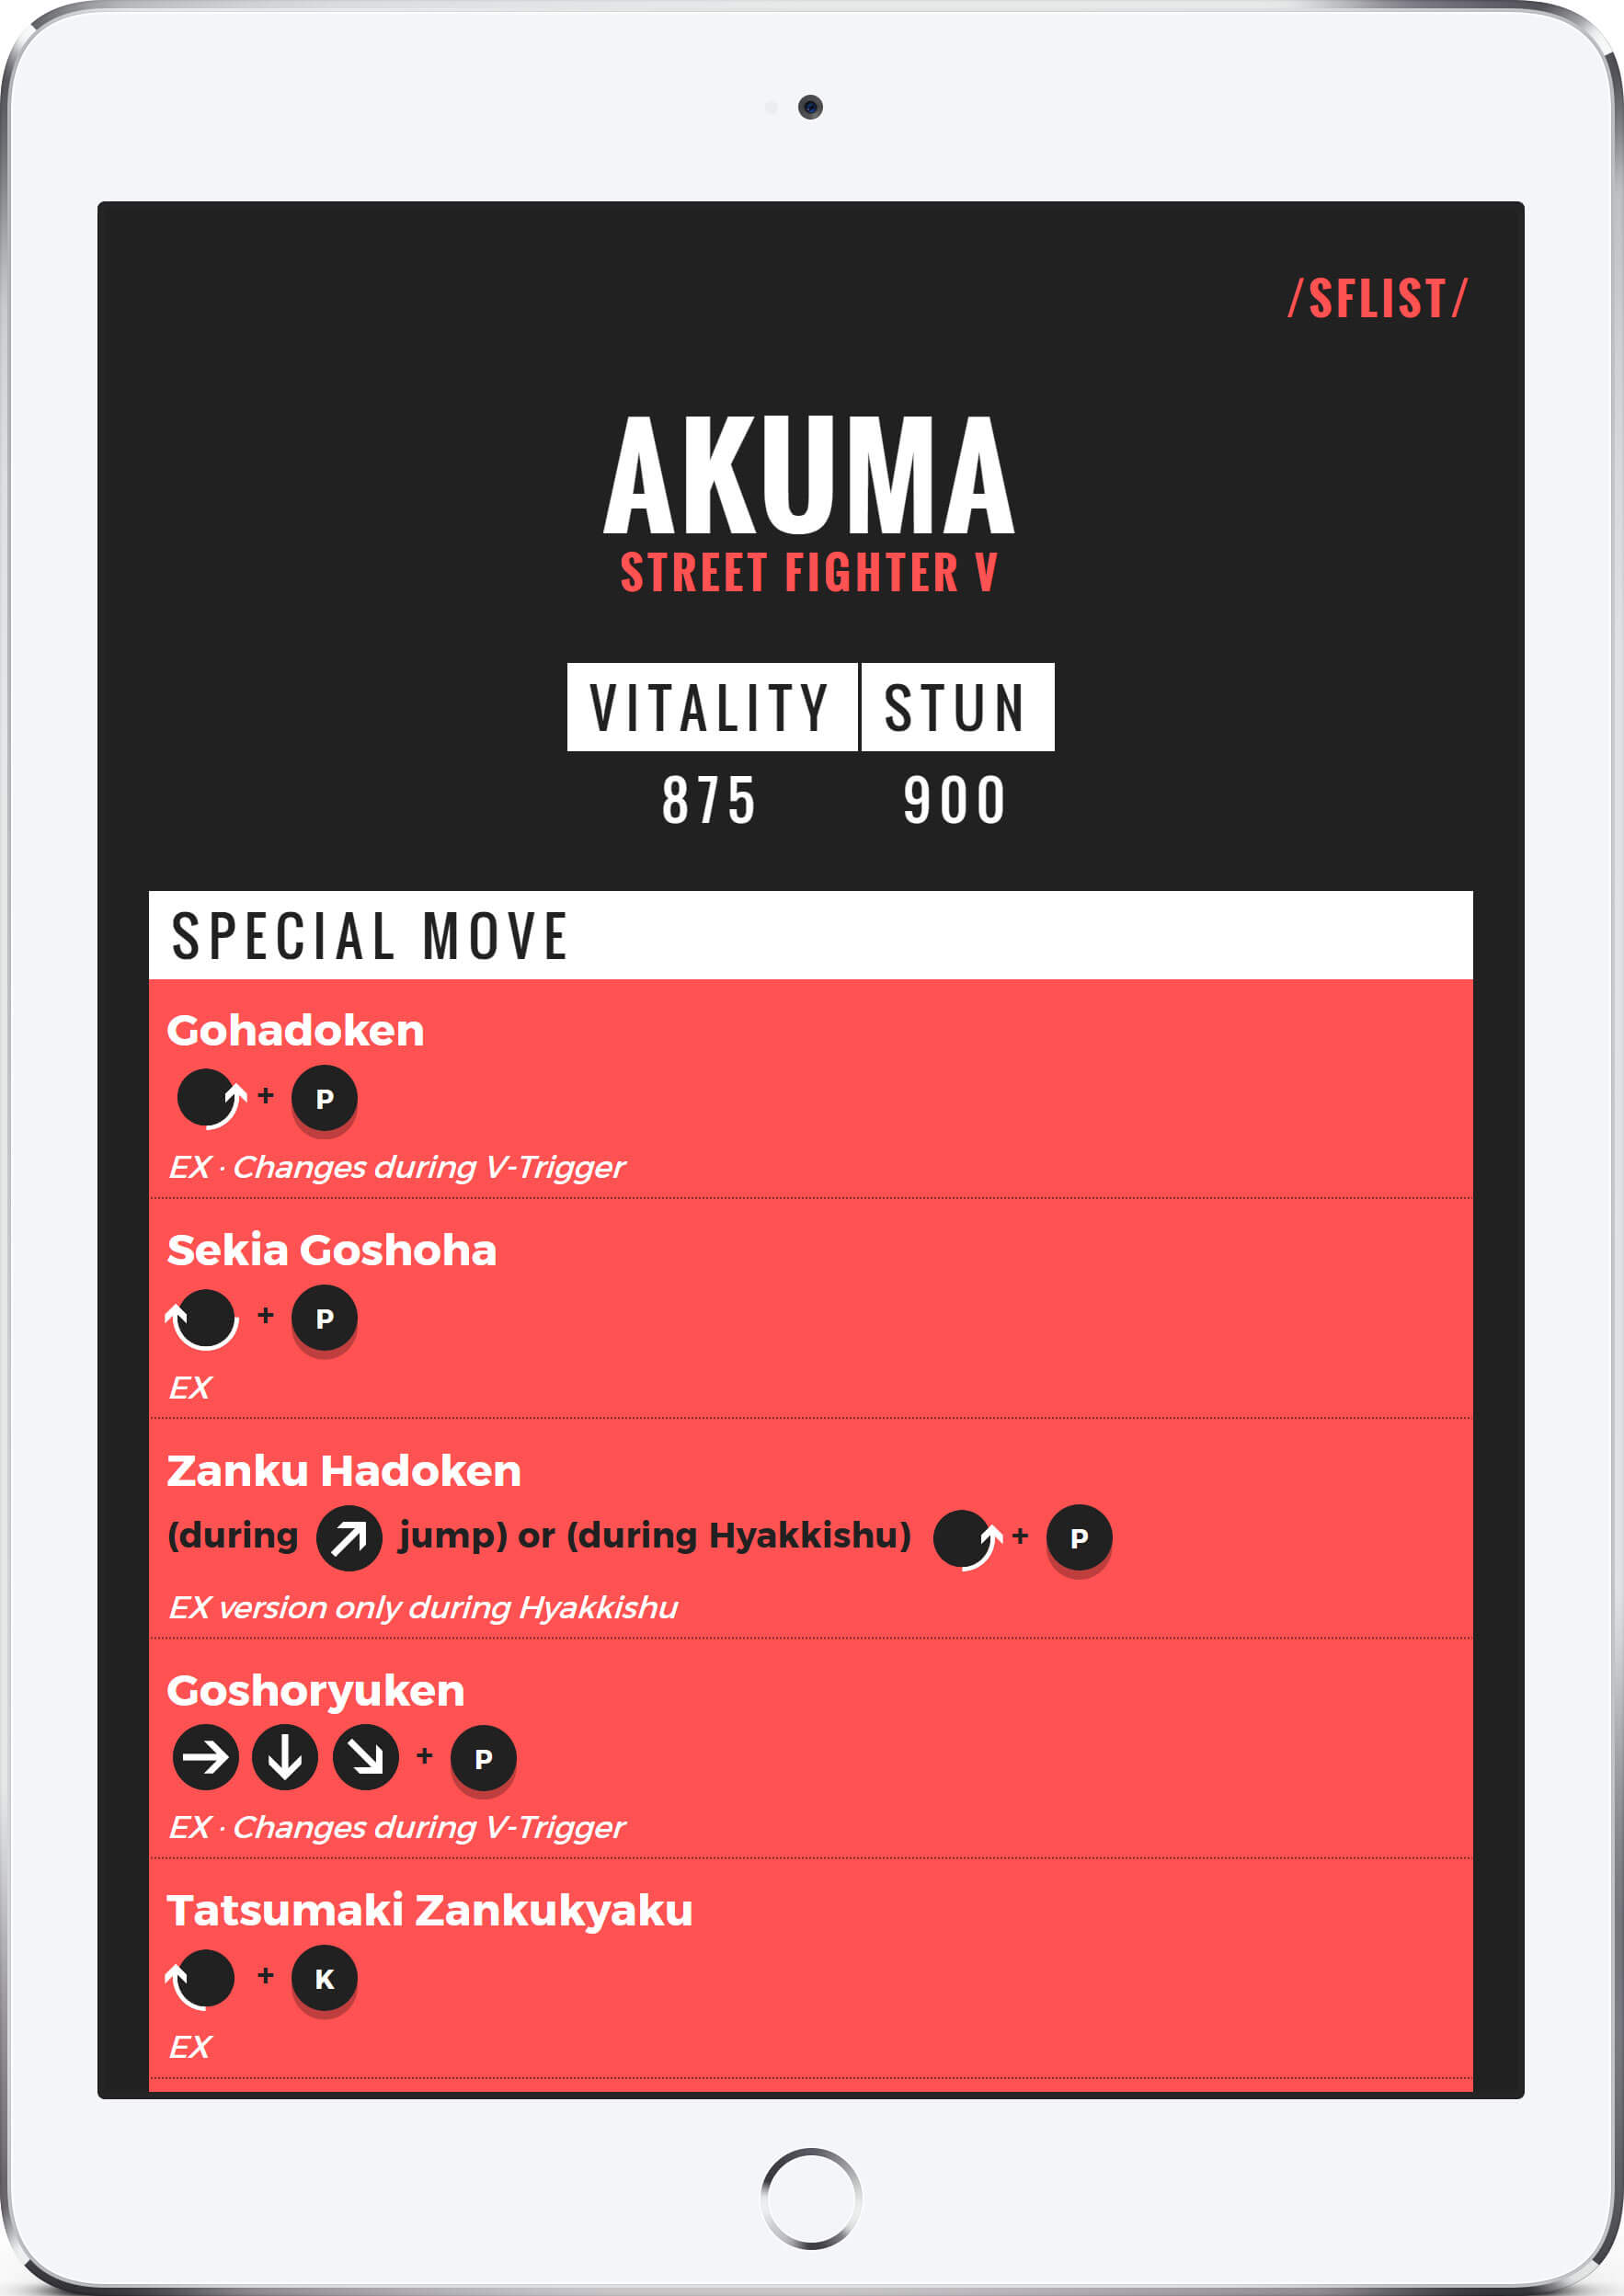 /SFLIST/
AKUMA
STREET FIGHTER V
VITALITY STUN
875 900
SPECIAL MOVE
Gohadoken
+ P
EX · Changes during V-Trigger
Sekia Goshoha
+ P
EX
Zanku Hadoken
(during jump) or (during Hyakkishu) + P
EX version only during Hyakkishu
Goshoryuken
+ P
EX · Changes during V-Trigger
Tatsumaki Zankukyaku
+ K
EX